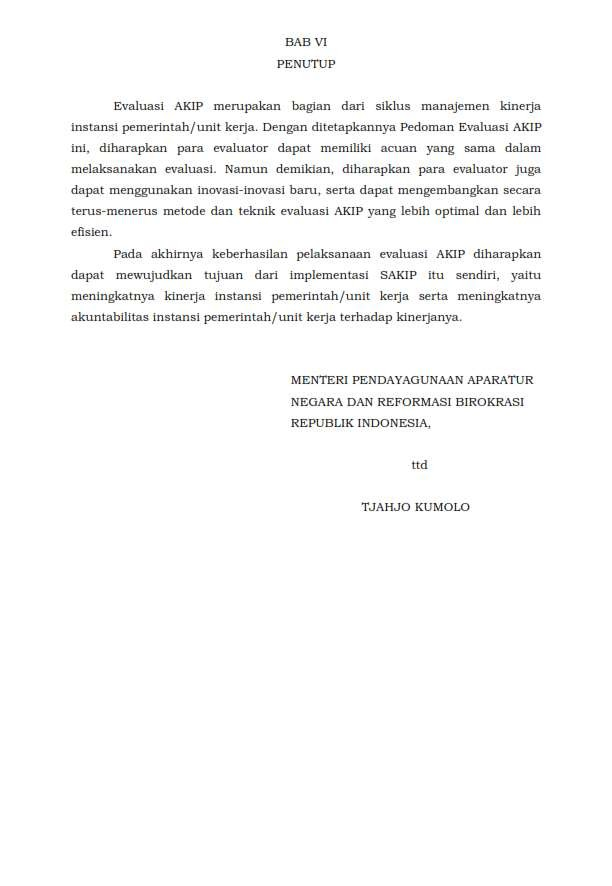 BAB VI
PENUTUP
Evaluasi AKIP merupakan bagian dari siklus manajemen kinerja
instansi pemerintah/unit kerja. Dengan ditetapkannya Pedoman Evaluasi AKIP
ini, diharapkan para evaluator dapat memiliki acuan yang sama dalam
melaksanakan evaluasi. Namun demikian, diharapkan para evaluator juga
dapat menggunakan inovasi-inovasi baru, serta dapat mengembangkan secara
terus-menerus metode dan teknik evaluasi AKIP yang lebih optimal dan lebih
efisien.
Pada akhirnya keberhasilan pelaksanaan evaluasi AKIP diharapkan
dapat mewujudkan tujuan dari implementasi SAKIP itu sendiri, yaitu
meningkatnya kinerja instansi pemerintah/unit kerja serta meningkatnya
akuntabilitas instansi pemerintah/unit kerja terhadap kinerjanya.
MENTERI PENDAYAGUNAAN APARATUR
NEGARA DAN REFORMASI BIROKRASI
REPUBLIK INDONESIA,
ttd
TJAHJO KUMOLO